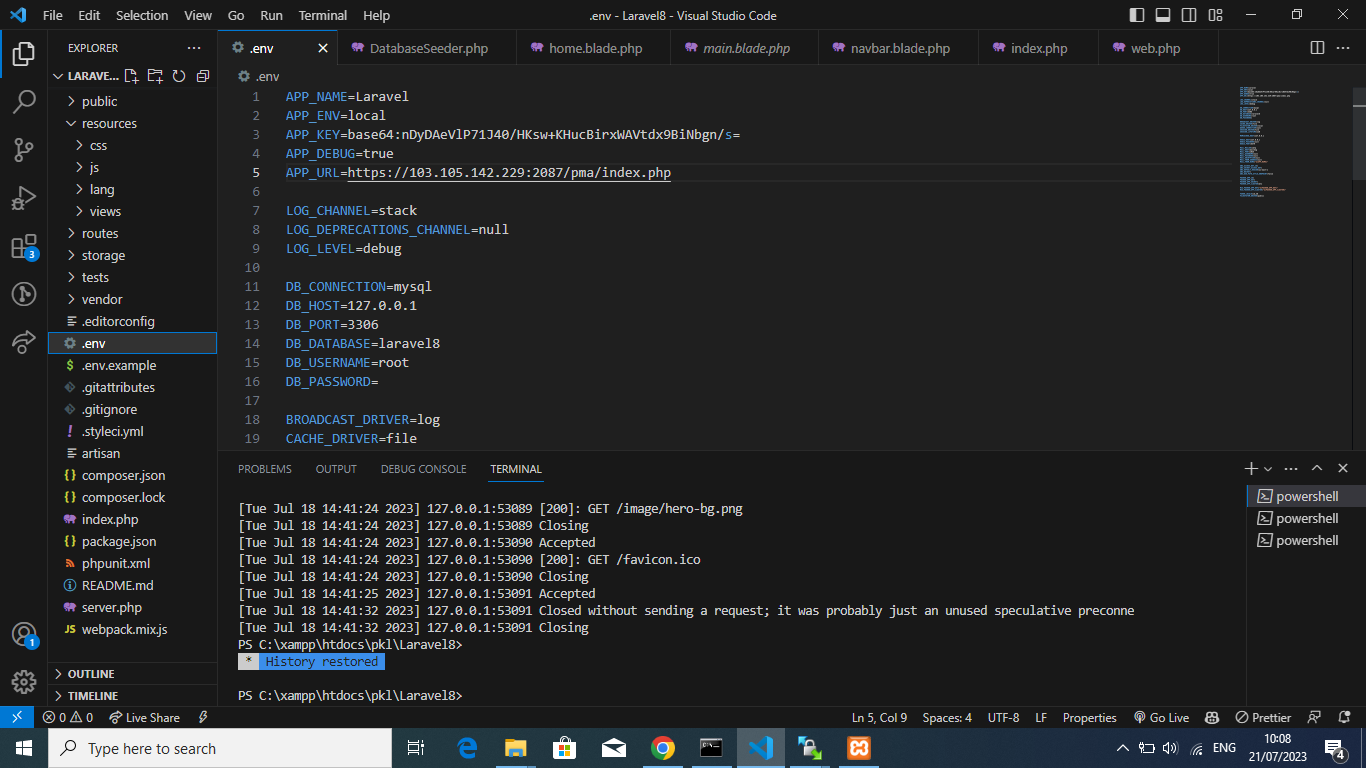 File Edit Selection View Go Run Terminal Help
.env - Laravel8 - Visual Studio Code
EXPLORER
LARAVE...
public
resources
css
js
lang
views
routes
storage
tests
vendor
.editorconfig
.env
.env.example
.gitattributes
.gitignore
.styleci.yml
artisan
composer.json
composer.lock
index.php
package.json
phpunit.xml
README.md
server.php
webpack.mix.js
OUTLINE
TIMELINE
3
1
.env DatabaseSeeder.php home.blade.php main.blade.php navbar.blade.php index.php web.php
.env
1 APP_NAME=Laravel
2 APP_ENV=local
3 APP_KEY=base64:nDyDAeVlP71J40/HKsw+KHucBirxWAVtdx9BiNbgn/s=
4 APP_DEBUG=true
5 APP_URL=https://103.105.142.229:2087/pma/index.php
6
7 LOG_CHANNEL=stack
8 LOG_DEPRECATIONS_CHANNEL=null
9 LOG_LEVEL=debug
10
11 DB_CONNECTION=mysql
12 DB_HOST=127.0.0.1
13 DB_PORT=3306
14 DB_DATABASE=laravel8
15 DB_USERNAME=root
16 DB_PASSWORD=
17
18 BROADCAST_DRIVER=log
19 CACHE_DRIVER=file
PROBLEMS OUTPUT DEBUG CONSOLE TERMINAL
[Tue Jul 18 14:41:24 2023] 127.0.0.1:53089 [200]: GET /image/hero-bg.png
[Tue Jul 18 14:41:24 2023] 127.0.0.1:53089 Closing
[Tue Jul 18 14:41:24 2023] 127.0.0.1:53090 Accepted
[Tue Jul 18 14:41:24 2023] 127.0.0.1:53090 [200]: GET /favicon.ico
[Tue Jul 18 14:41:24 2023] 127.0.0.1:53090 Closing
[Tue Jul 18 14:41:25 2023] 127.0.0.1:53091 Accepted
[Tue Jul 18 14:41:32 2023] 127.0.0.1:53091 Closed without sending a request; it was probably just an unused speculative preconne
[Tue Jul 18 14:41:32 2023] 127.0.0.1:53091 Closing
PS C:\xampp\htdocs\pkl\Laravel8>
* History restored
PS C:\xampp\htdocs\pkl\Laravel8>
powershell
powershell
powershell
0 0 Live Share
Ln 5, Col 9 Spaces: 4 UTF-8 LF Properties Go Live Prettier
Type here to search
ENG
10:08
21/07/2023
4